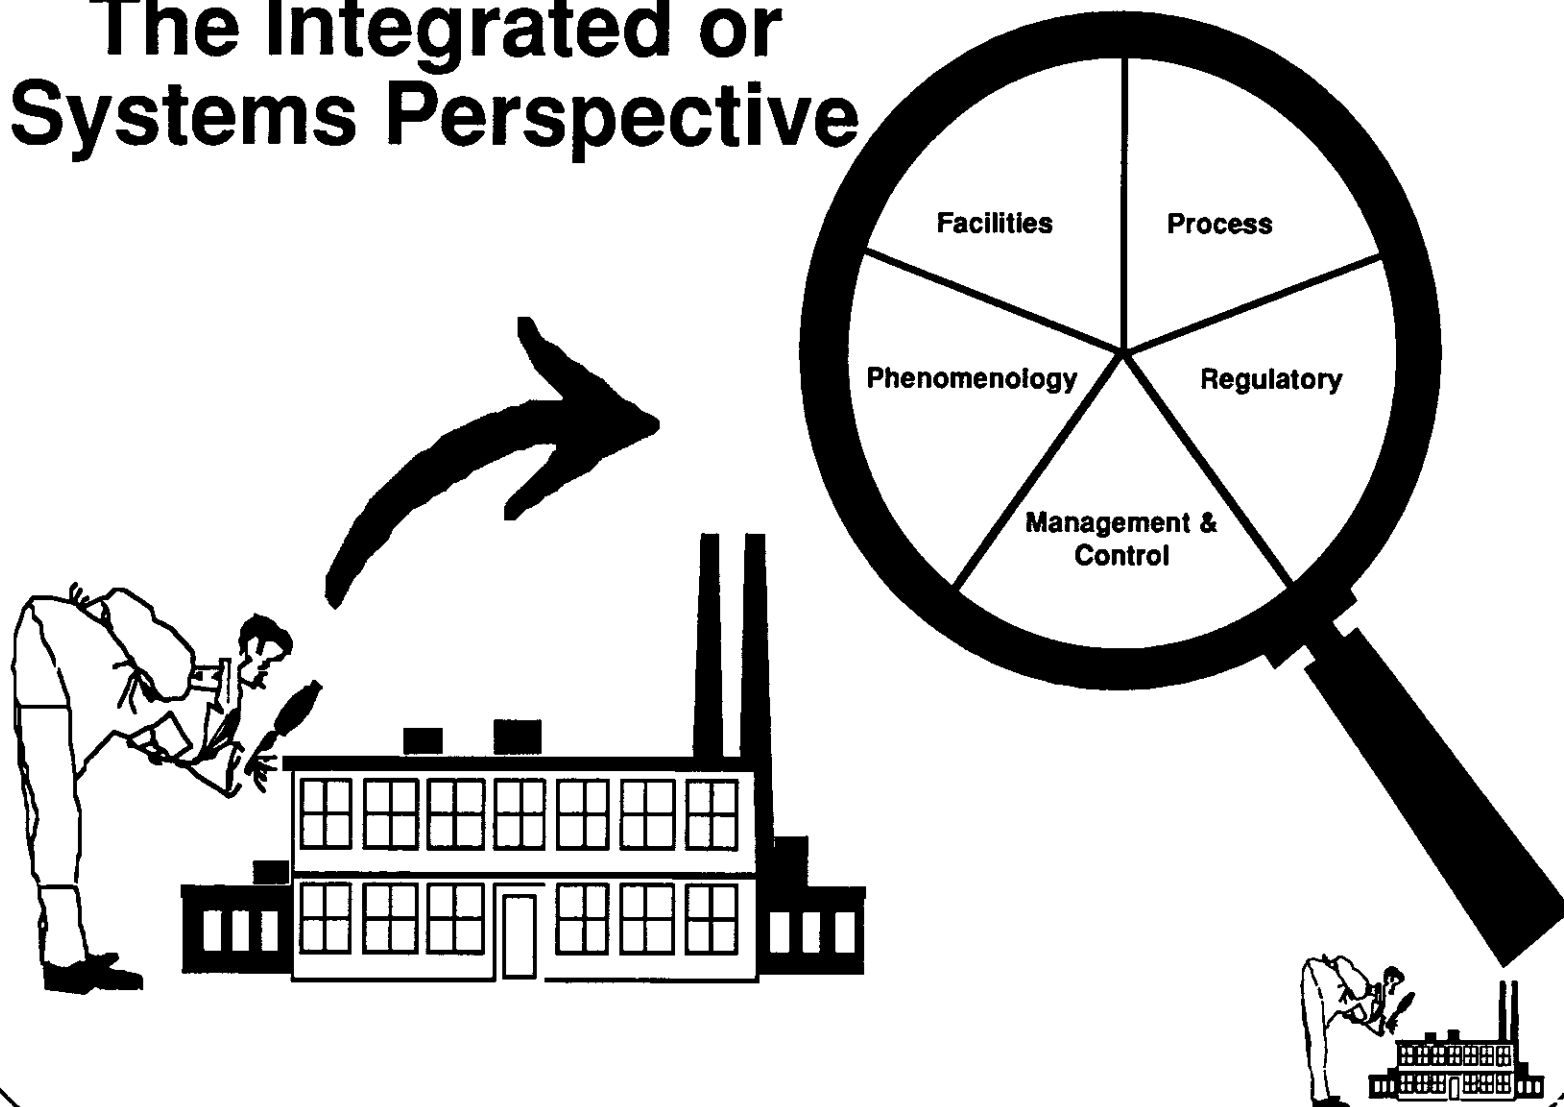 The Integrated or
Systems Perspective
Facilities
Process
Phenomenology
Regulatory
Management &
Control